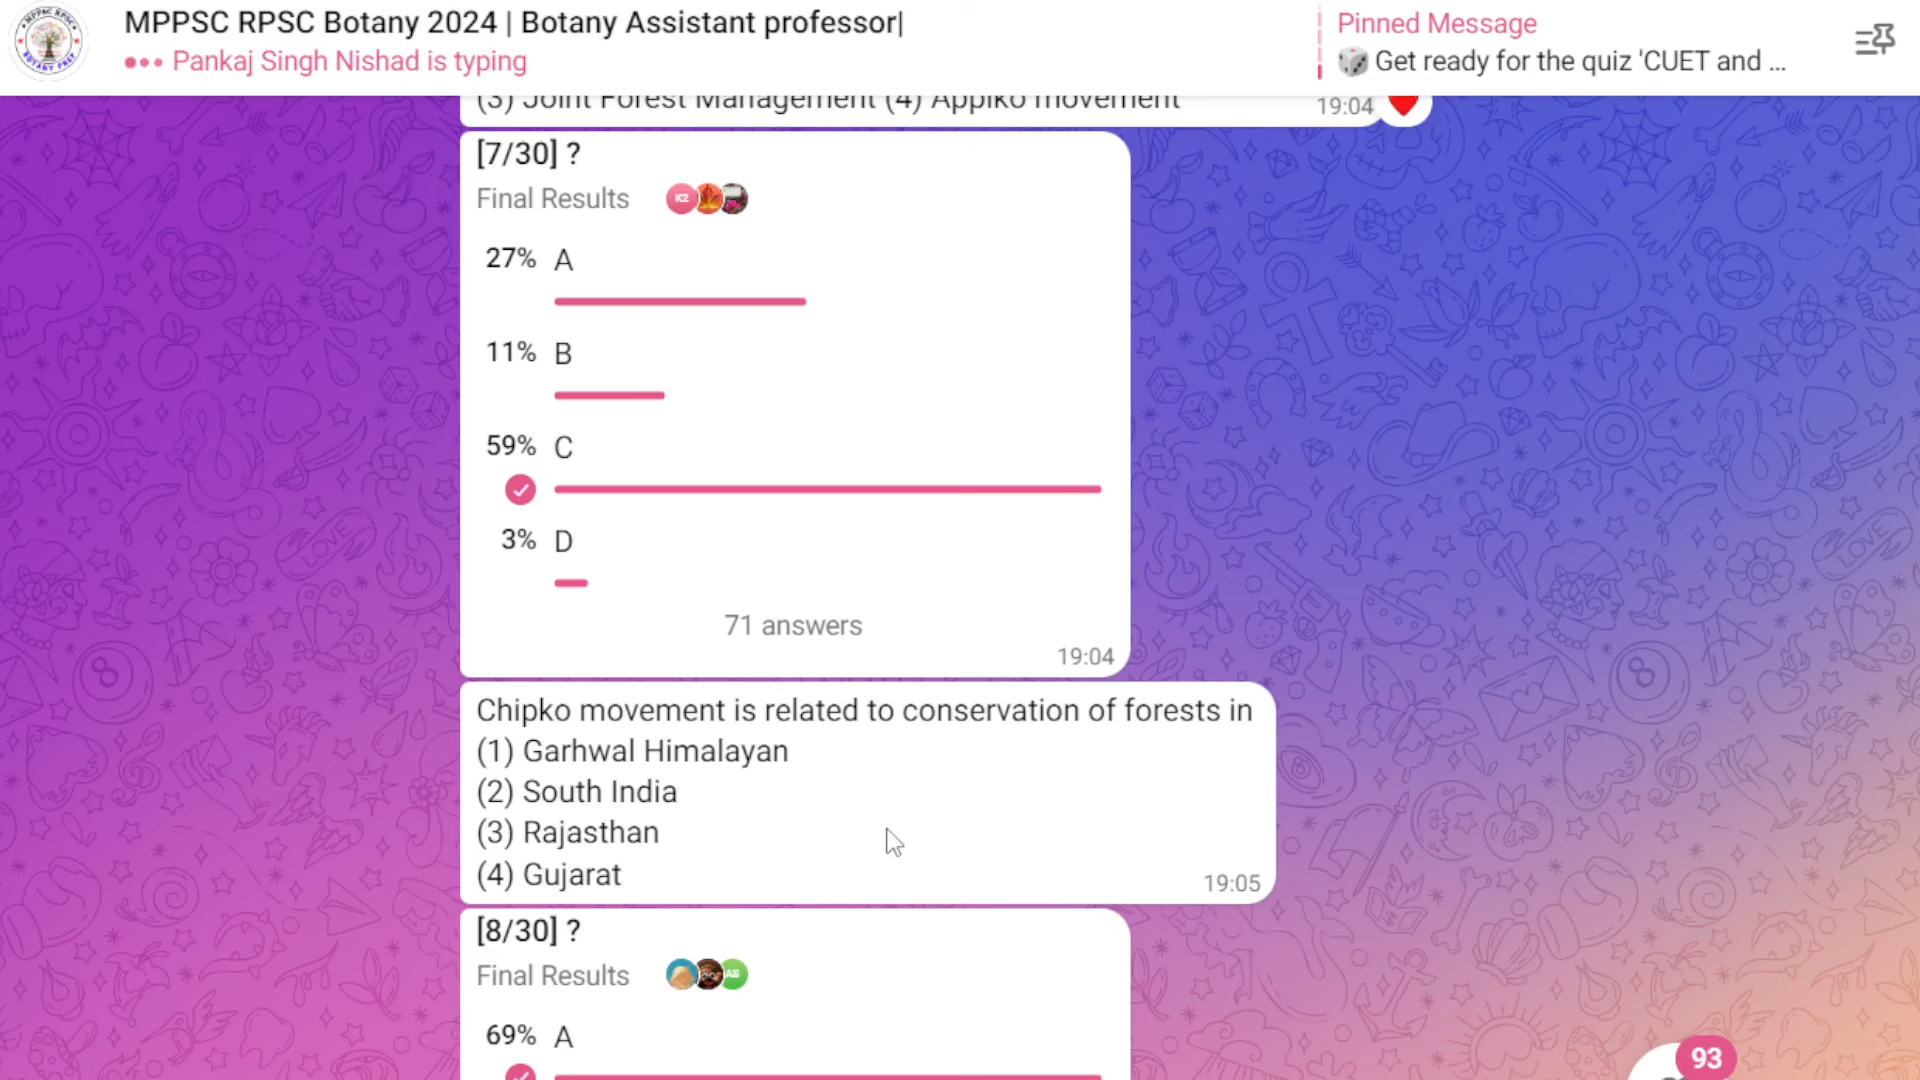 MPPSC RPSC Botany 2024 | Botany Assistant professor|
Pankaj Singh Nishad is typing
Pinned Message
Get ready for the quiz 'CUET and ...
(3) Joint Forest Management (4) Appiko movement
19:04
[7/30] ?
Final Results
K2
27% A
11% B
59% C
3% D
71 answers
19:04
Chipko movement is related to conservation of forests in
(1) Garhwal Himalayan
(2) South India
(3) Rajasthan
(4) Gujarat
19:05
[8/30] ?
Final Results
69% A
93